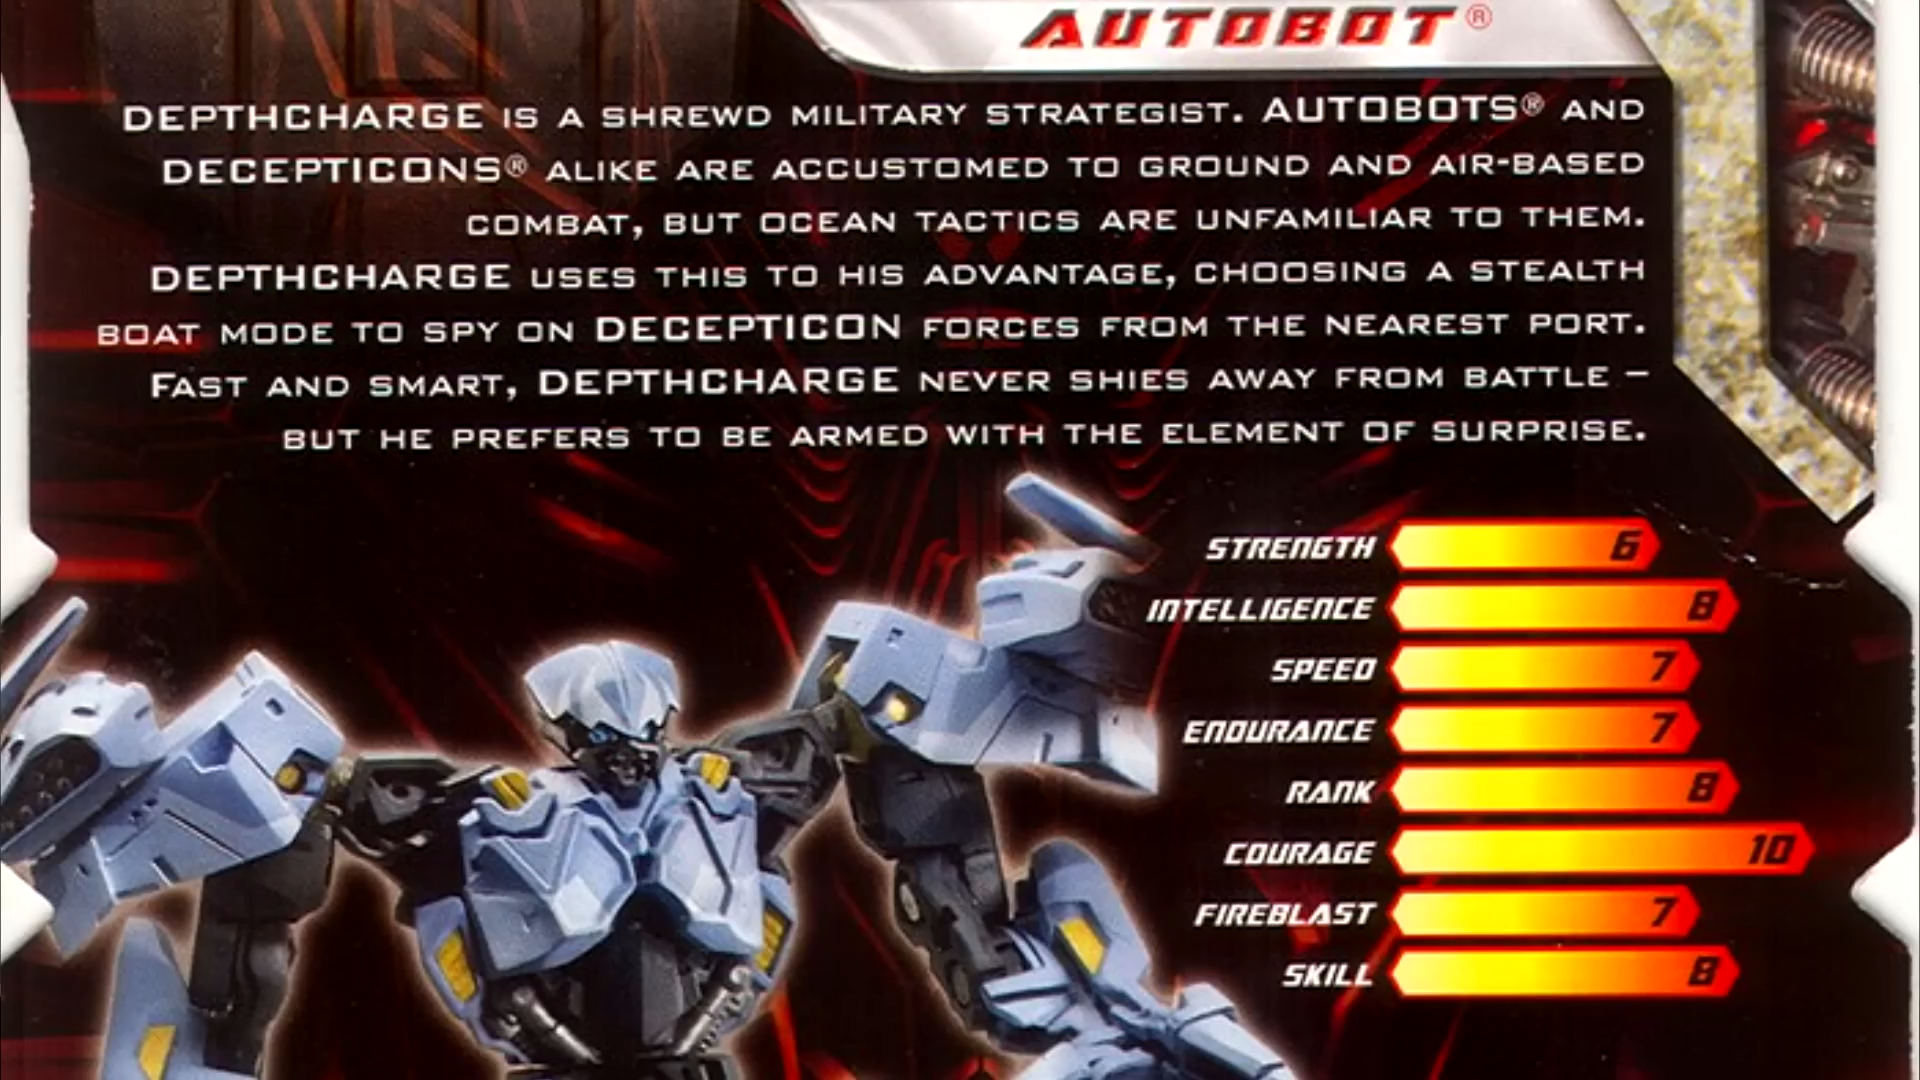 AUTOBOT®
DEPTHCHARGE IS A SHREWD MILITARY STRATEGIST. AUTOBOTS® AND
DECEPTICONS® ALIKE ARE ACCUSTOMED TO GROUND AND AIR-BASED
COMBAT, BUT OCEAN TACTICS ARE UNFAMILIAR TO THEM.
DEPTHCHARGE USES THIS TO HIS ADVANTAGE, CHOOSING A STEALTH
BOAT MODE TO SPY ON DECEPTICON FORCES FROM THE NEAREST PORT.
FAST AND SMART, DEPTHCHARGE NEVER SHIES AWAY FROM BATTLE –
BUT HE PREFERS TO BE ARMED WITH THE ELEMENT OF SURPRISE.
STRENGTH 6
INTELLIGENCE 8
SPEED 7
ENDURANCE 7
RANK 8
COURAGE 10
FIREBLAST 7
SKILL 8